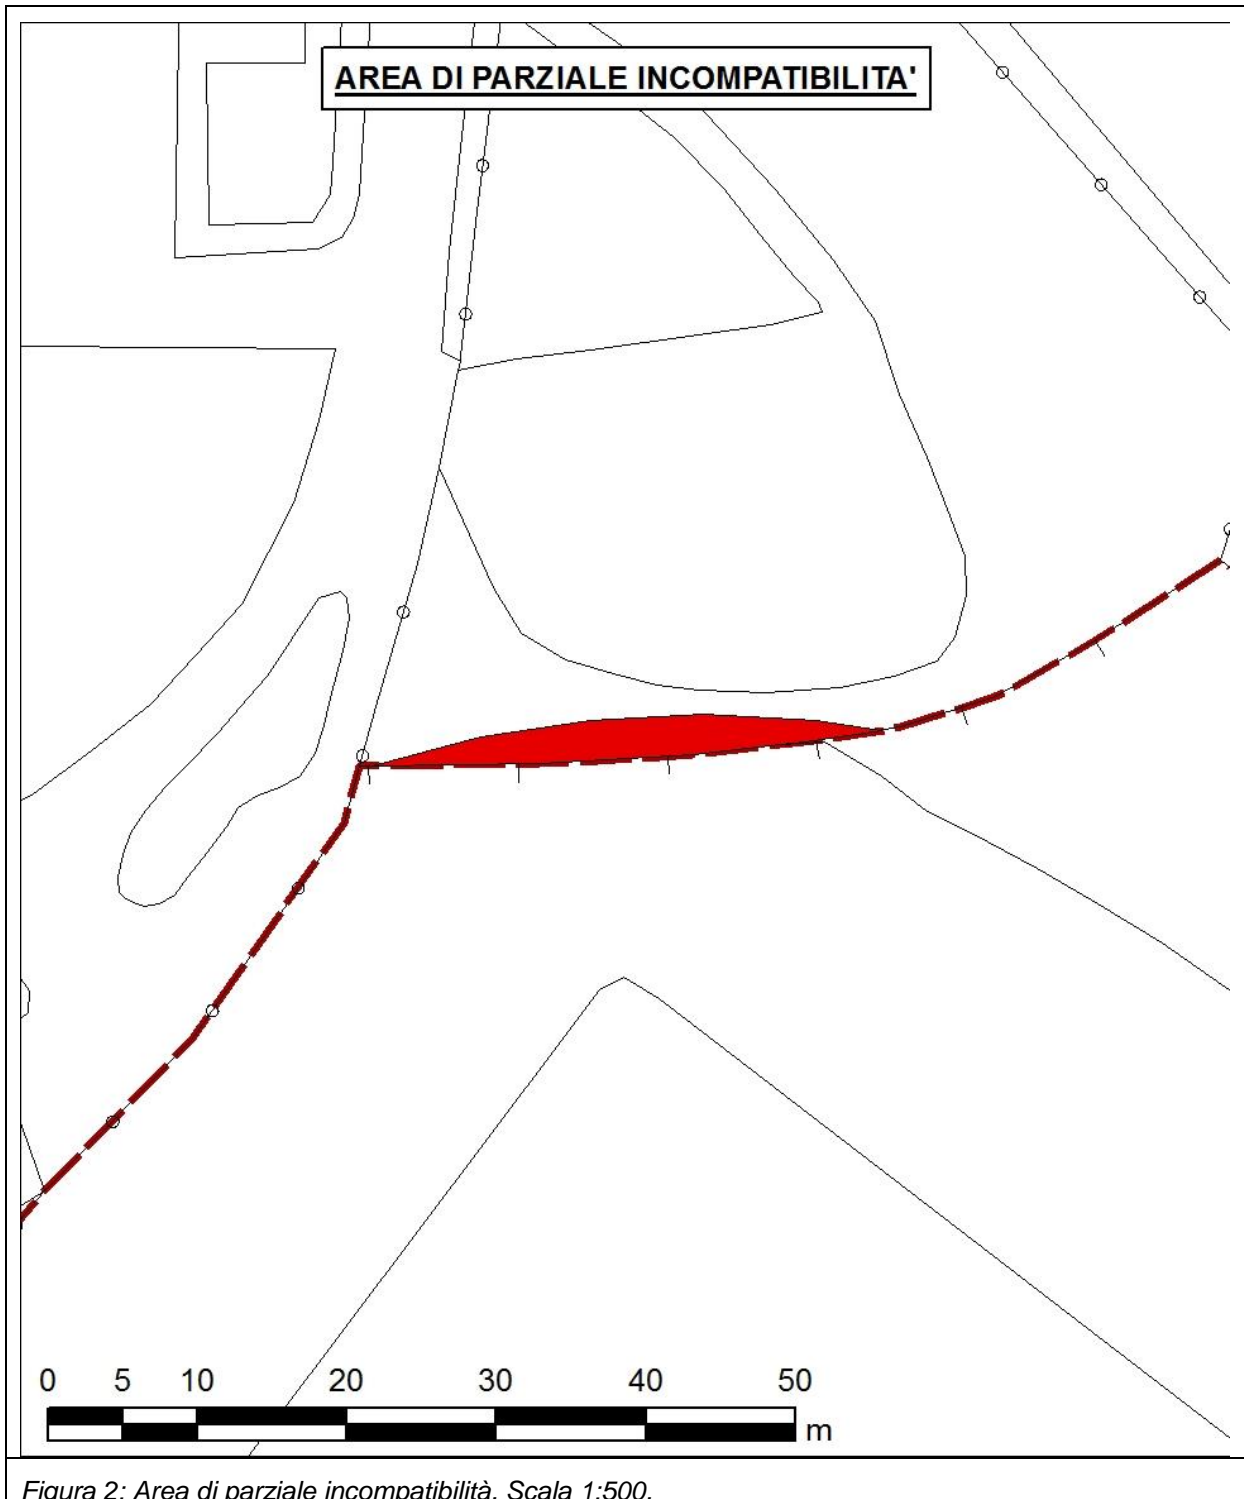 AREA DI PARZIALE INCOMPATIBILITA'
0 5 10 20 30 40 50
m
Figura 2: Area di parziale incompatibilità. Scala 1:500.